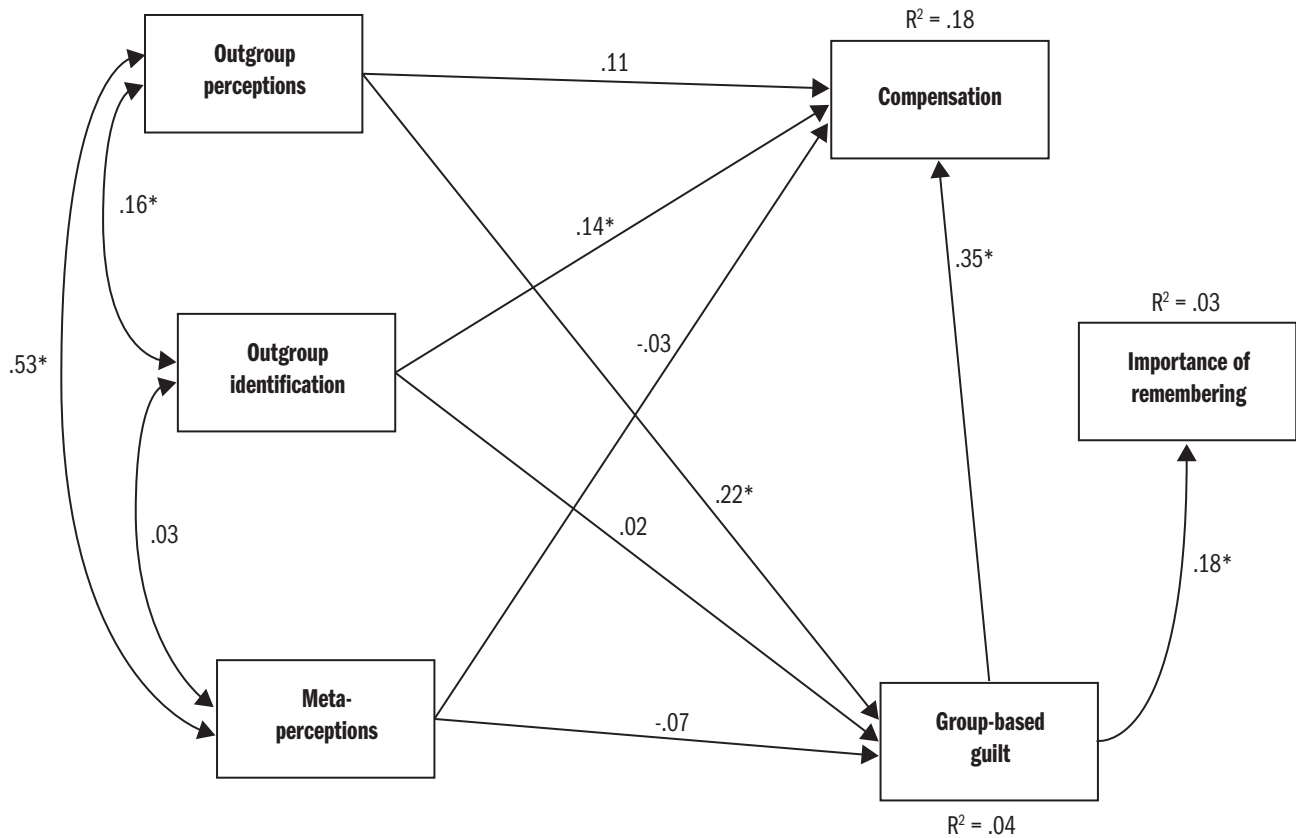 R² = .18
Outgroup
perceptions
.11
Compensation
.16*
.14*
.35*
R² = .03
Outgroup
identification
-.03
Importance of
remembering
.53*
.22*
.02
.03
.18*
Meta-
perceptions
-.07
Group-based
guilt
R² = .04